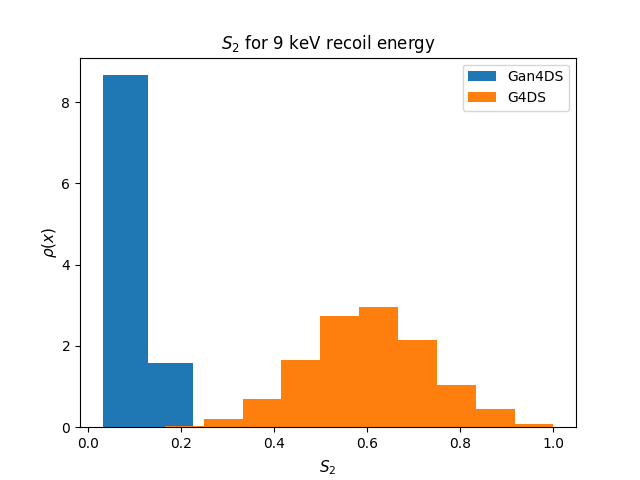 S₂ for 9 keV recoil energy
Gan4DS
G4DS
8
6
4
2
0
ρ(x)
0.0 0.2 0.4 0.6 0.8 1.0
S₂